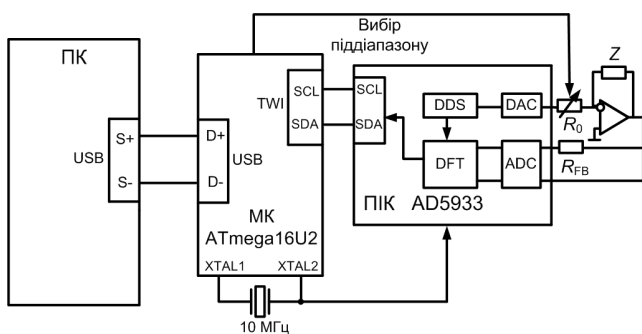 Вибір
піддіапазону
ПК
USB
S+
S-
D+
D-
USB
TWI
SCL
SDA
МК
ATmega16U2
XTAL1
XTAL2
10 МГц
SCL
SDA
DDS
DAC
DFT
ADC
ПІК AD5933
R0
Z
RFB